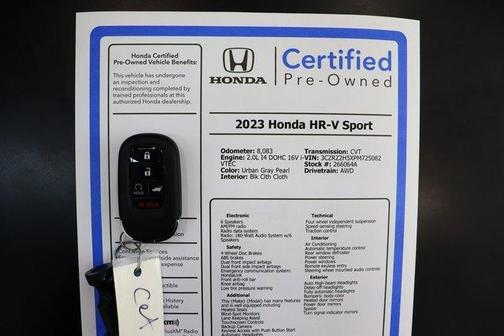 Honda Certified
Pre-Owned Vehicle Benefits:
This vehicle has undergone
an inspection and
reconditioning completed by
trained professionals at this
authorized Honda dealership.
HONDA
Certified
Pre-Owned
2023 Honda HR-V Sport
Odometer: 8,083
Engine: 2.0L I4 DOHC 16V i-
VTEC
Color: Urban Gray Pearl
Interior: Blk Clth Cloth
Transmission: CVT
VIN: 3CZRZ2H5XPM725082
Stock #: 266064A
Drivetrain: AWD
HOLD
Electronic
6 Speakers
AM/FM radio
Radio data system
Radio: 180-Watt Audio System w/6
Speakers
Safety
4-Wheel Disc Brakes
ABS brakes
Dual front impact airbags
Dual front side impact airbags
Emergency communication system:
HondaLink
Front anti-roll bar
Knee airbag
Low tire pressure warning
Additional
This (Make) (Model) has many features
and is well equipped including
Heated Seats
Blind-Spot Monitors
Lane Keeping Assist
Touchscreen Controls
Backup Camera
Keyless Access with Push Button Start
Technical
Four wheel independent suspension
Speed-sensing steering
Traction control
Interior
Air Conditioning
Automatic temperature control
Rear window defroster
Power steering
Power windows
Remote keyless entry
Steering wheel mounted audio controls
Exterior
Auto High-beam Headlights
Delay-off headlights
Fully automatic headlights
Bumpers: body-color
Heated door mirrors
Power door mirrors
Spoiler
Turn signal indicator mirrors